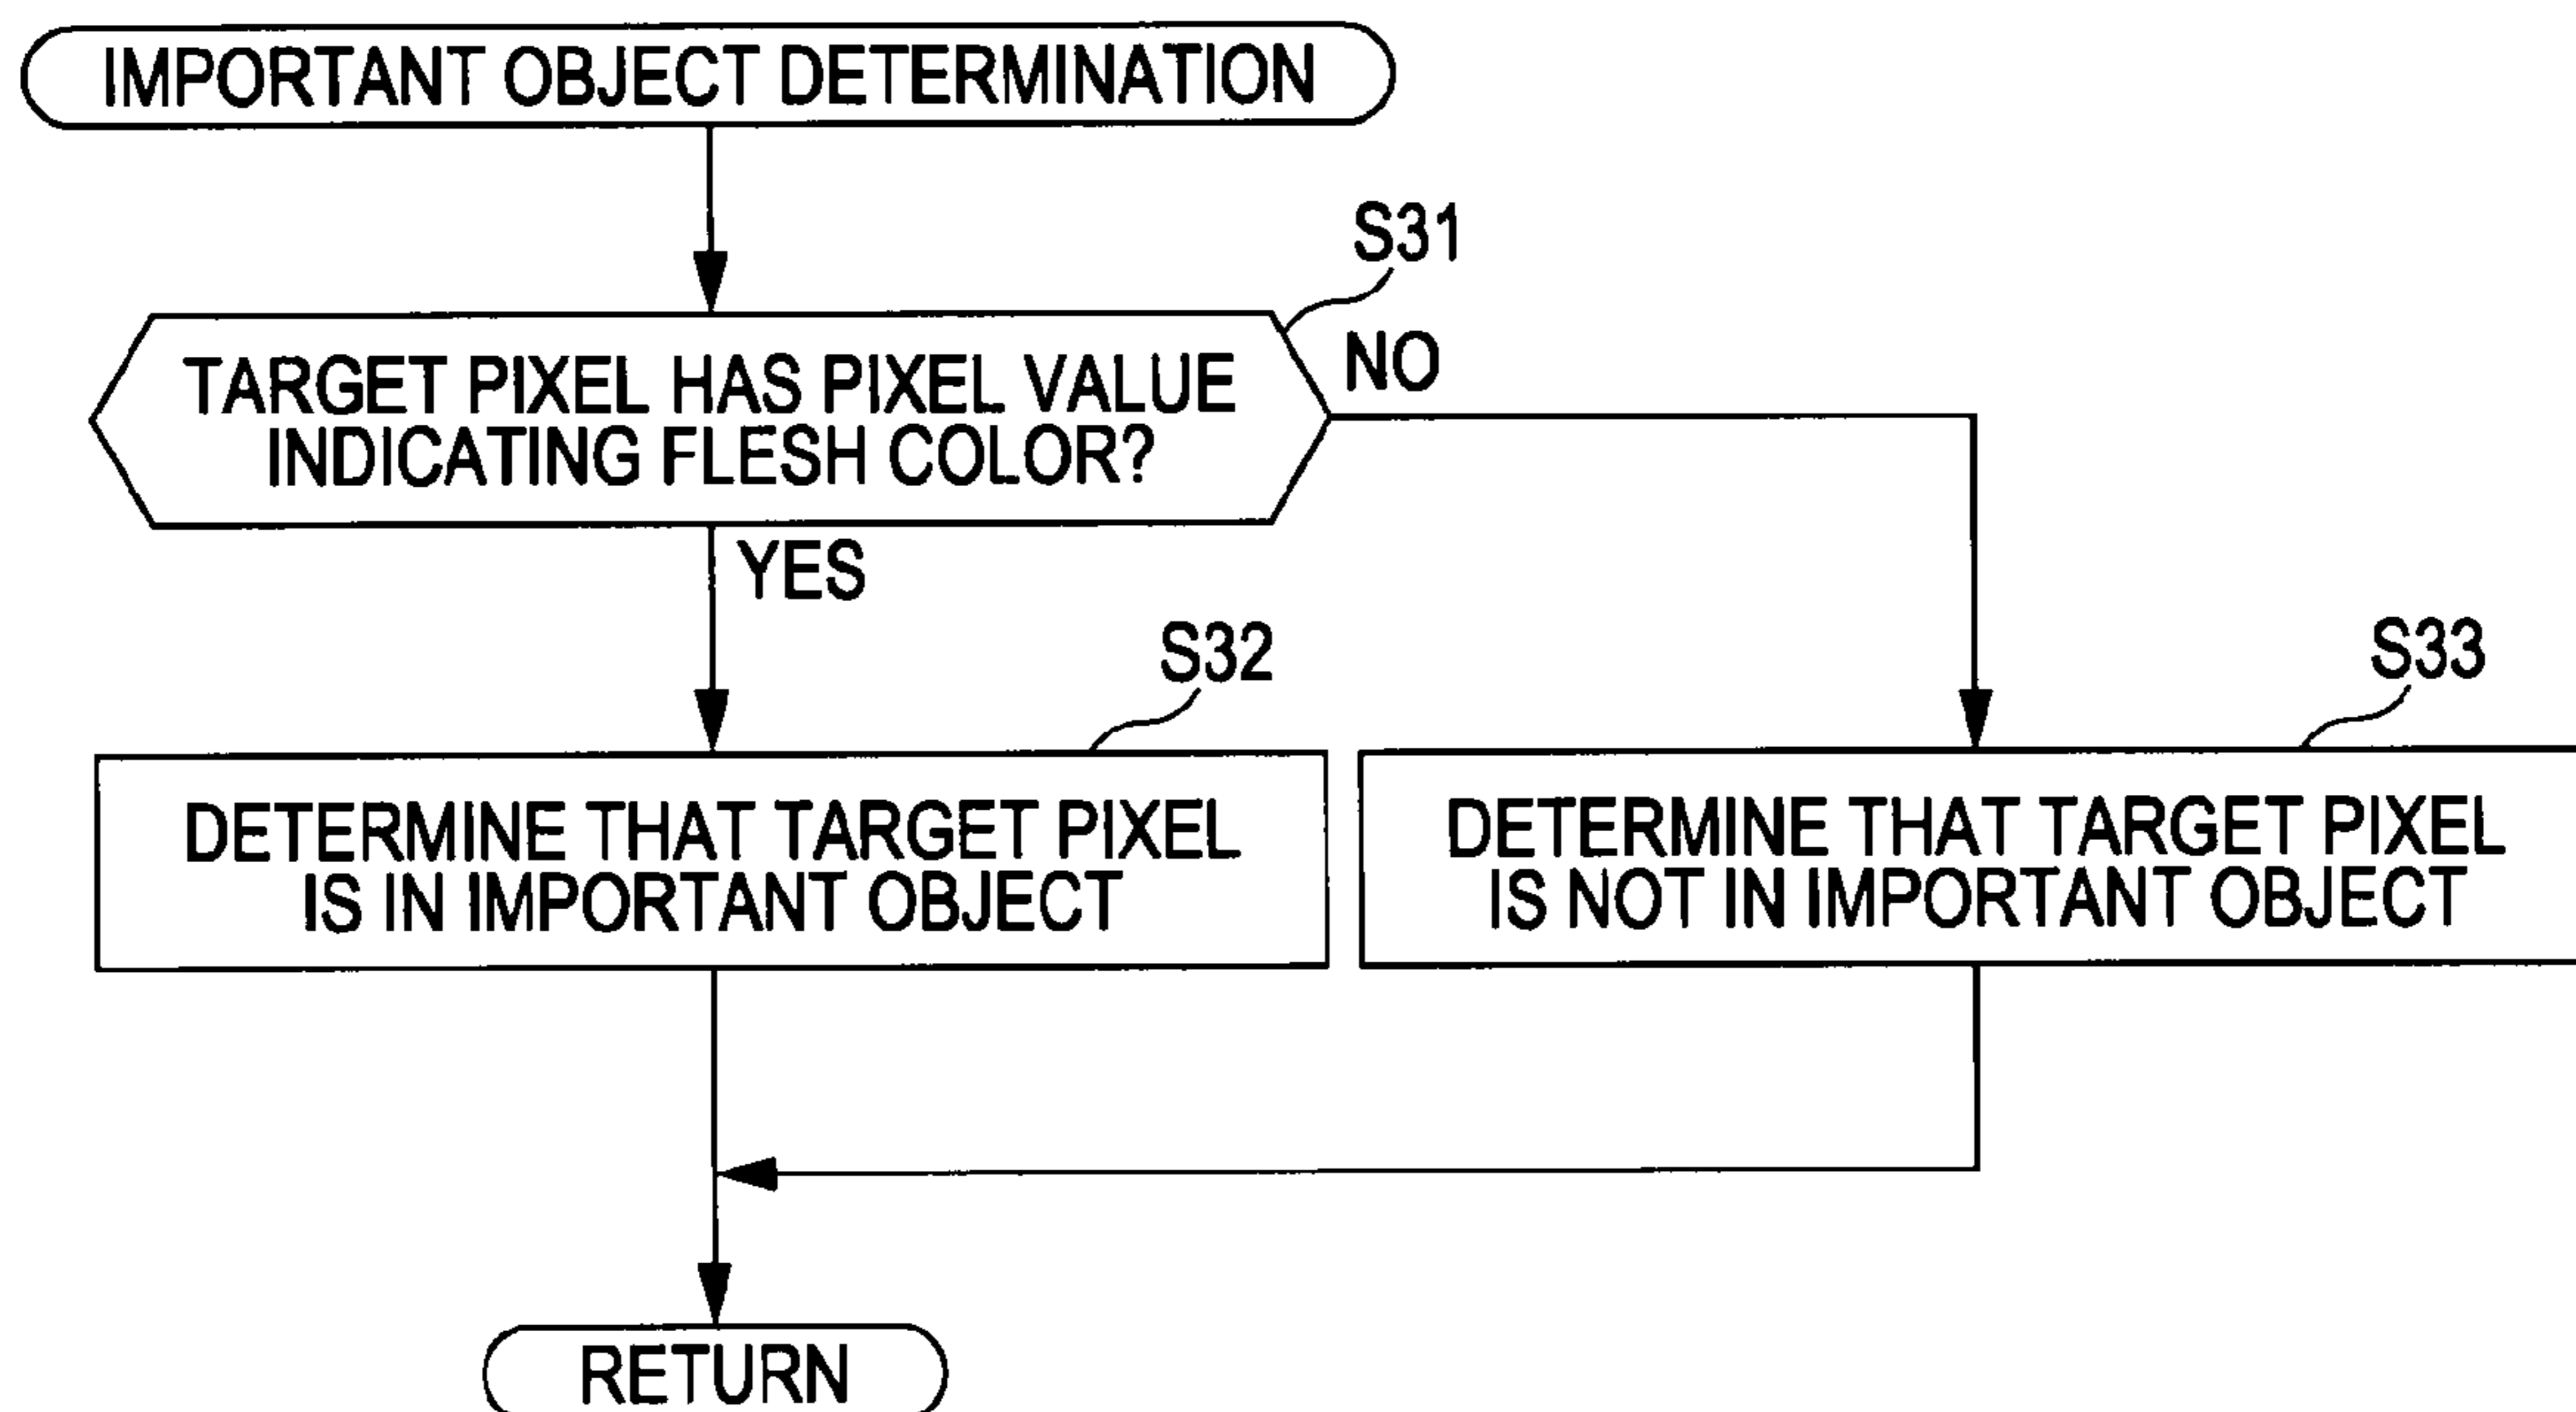 IMPORTANT OBJECT DETERMINATION
S31
TARGET PIXEL HAS PIXEL VALUE
INDICATING FLESH COLOR?
NO
YES
S32
DETERMINE THAT TARGET PIXEL
IS IN IMPORTANT OBJECT
S33
DETERMINE THAT TARGET PIXEL
IS NOT IN IMPORTANT OBJECT
RETURN